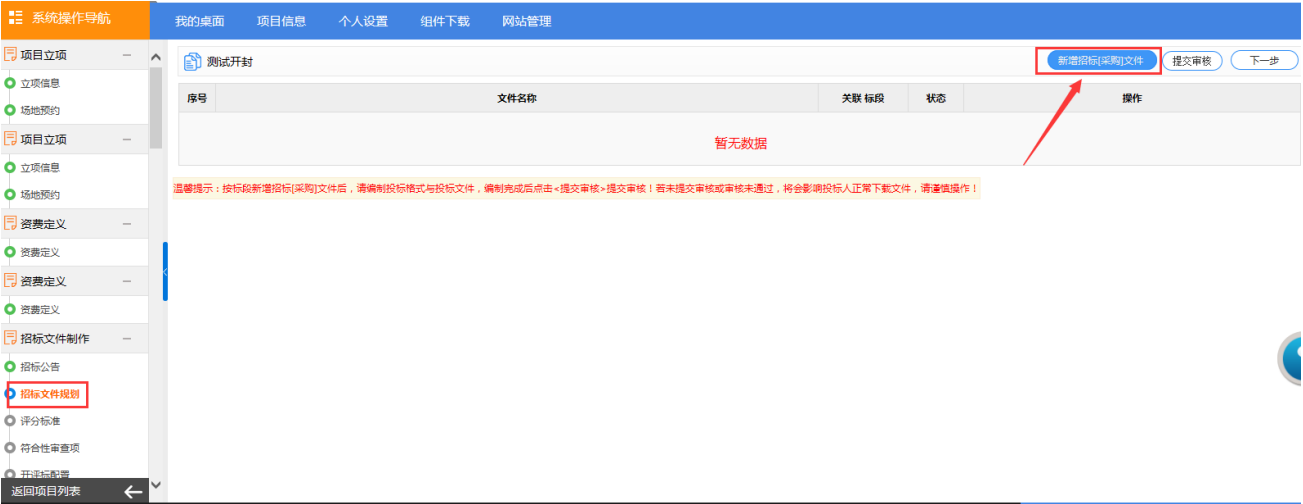 系统操作导航
我的桌面 项目信息 个人设置 组件下载 网站管理
项目立项
立项信息
场地预约
项目立项
立项信息
场地预约
资费定义
资费定义
资费定义
资费定义
招标文件制作
招标公告
招标文件规划
评分标准
符合性审查项
开评标配置
返回项目列表
测试开封
新增招标[采购]文件 提交审核 下一步
序号 文件名称 关联 标段 状态 操作
暂无数据
温馨提示：按标段新增招标[采购]文件后，请编制投标格式与投标文件，编制完成后点击<提交审核>提交审核！若未提交审核或审核未通过，将会影响投标人正常下载文件，请谨慎操作！